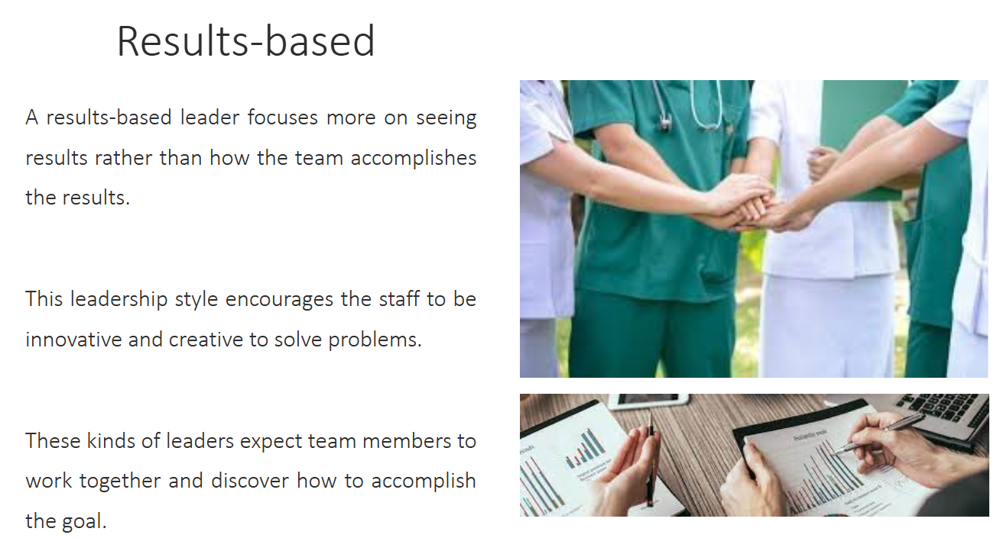 Results-based
A results-based leader focuses more on seeing
results rather than how the team accomplishes
the results.
This leadership style encourages the staff to be
innovative and creative to solve problems.
These kinds of leaders expect team members to
work together and discover how to accomplish
the goal.